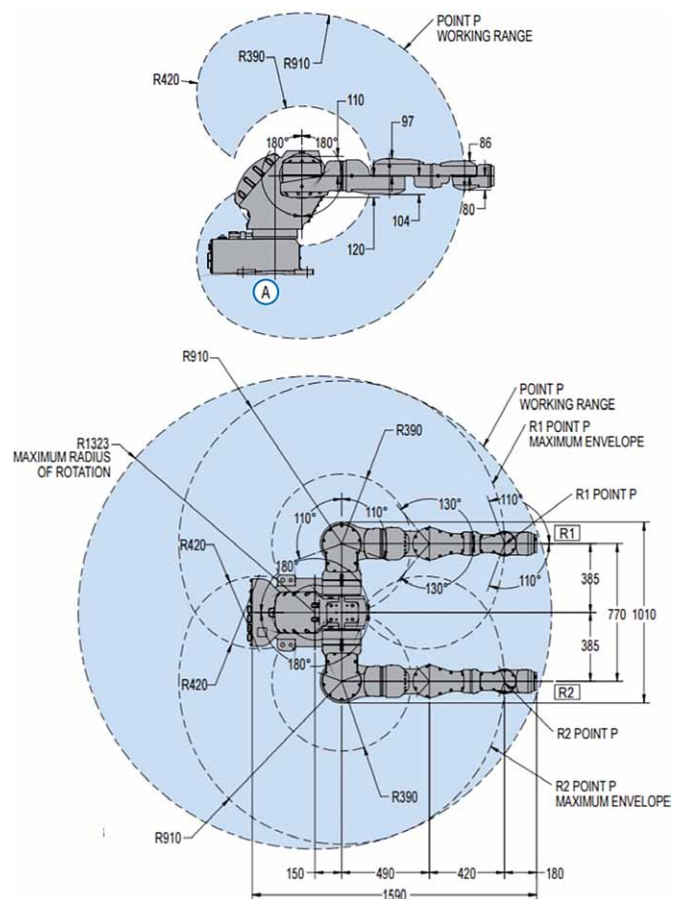 POINT P
WORKING RANGE
R390
R910
R420
110
97
86
180°
180°
80
104
120
A
R910
POINT P
WORKING RANGE
R1 POINT P
MAXIMUM ENVELOPE
R1323
MAXIMUM RADIUS
OF ROTATION
R390
R1 POINT P
110°
130°
110°
110°
R1
R420
180°
130°
110°
385
770
1010
385
180°
R420
R2
R2 POINT P
R390
R2 POINT P
MAXIMUM ENVELOPE
R910
150
490
420
180
1590